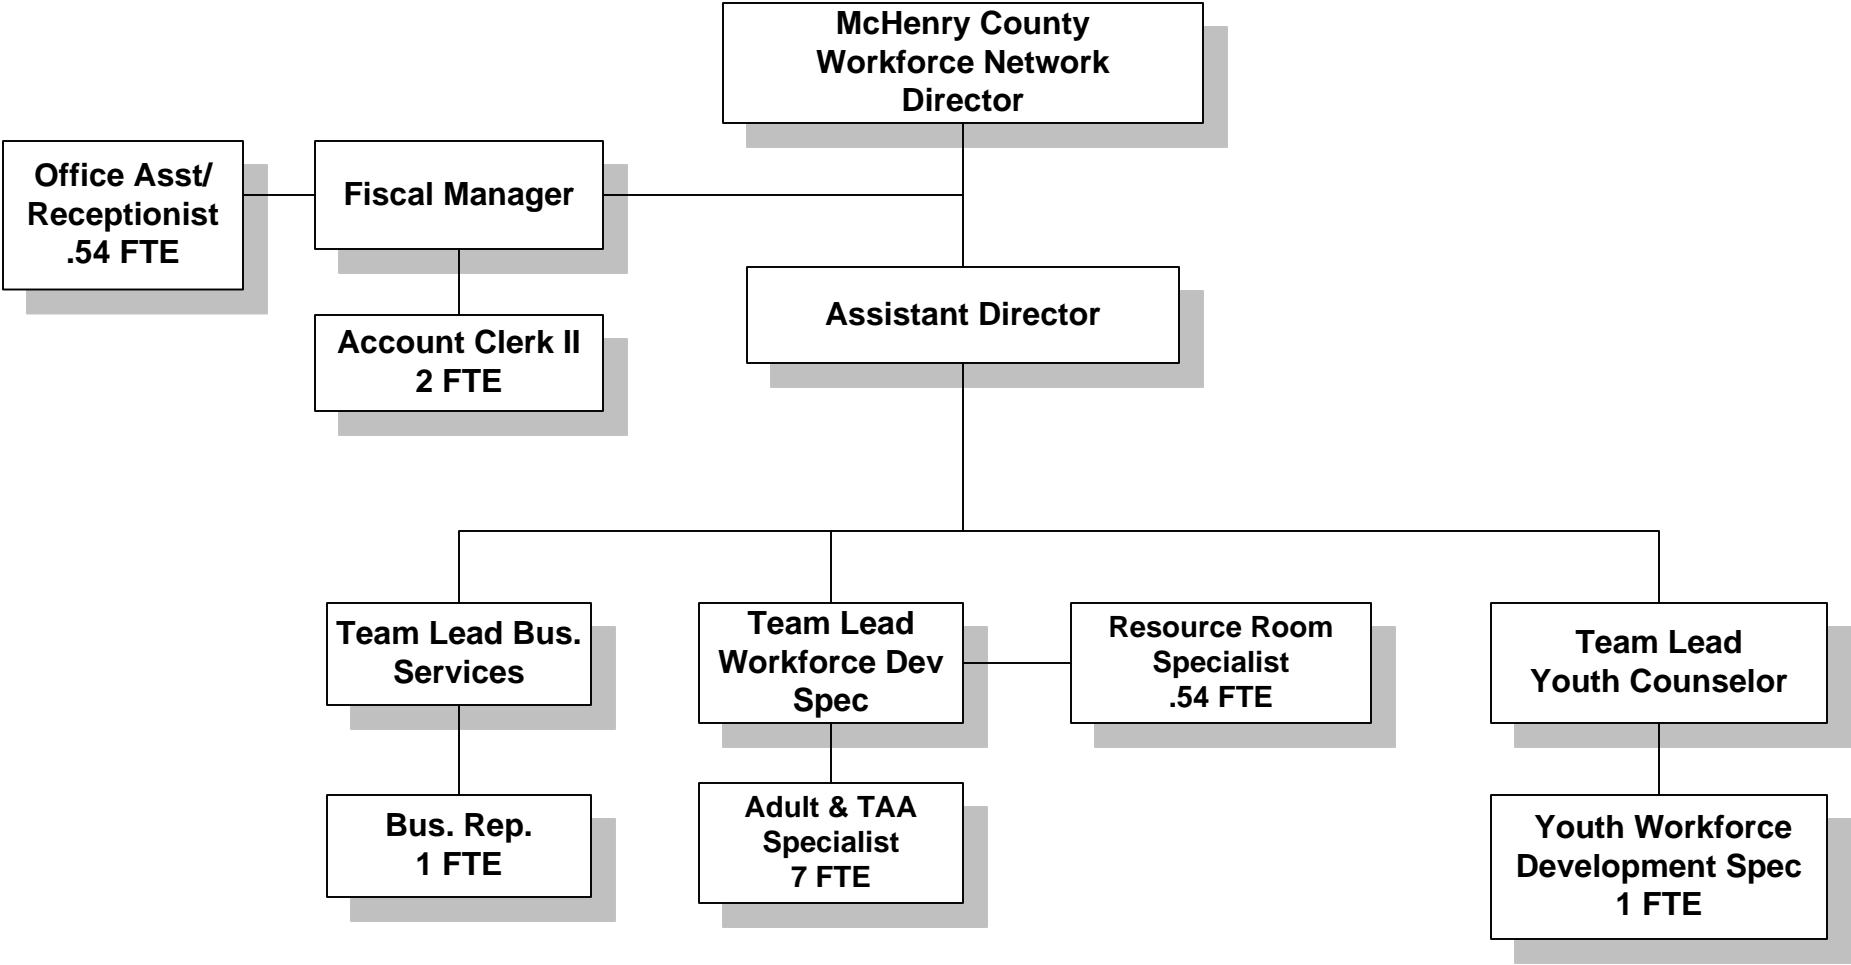 McHenry County
Workforce Network
Director
Office Asst/
Receptionist
.54 FTE
Fiscal Manager
Account Clerk II
2 FTE
Assistant Director
Team Lead Bus.
Services
Team Lead
Workforce Dev
Spec
Resource Room
Specialist
.54 FTE
Team Lead
Youth Counselor
Bus. Rep.
1 FTE
Adult & TAA
Specialist
7 FTE
Youth Workforce
Development Spec
1 FTE